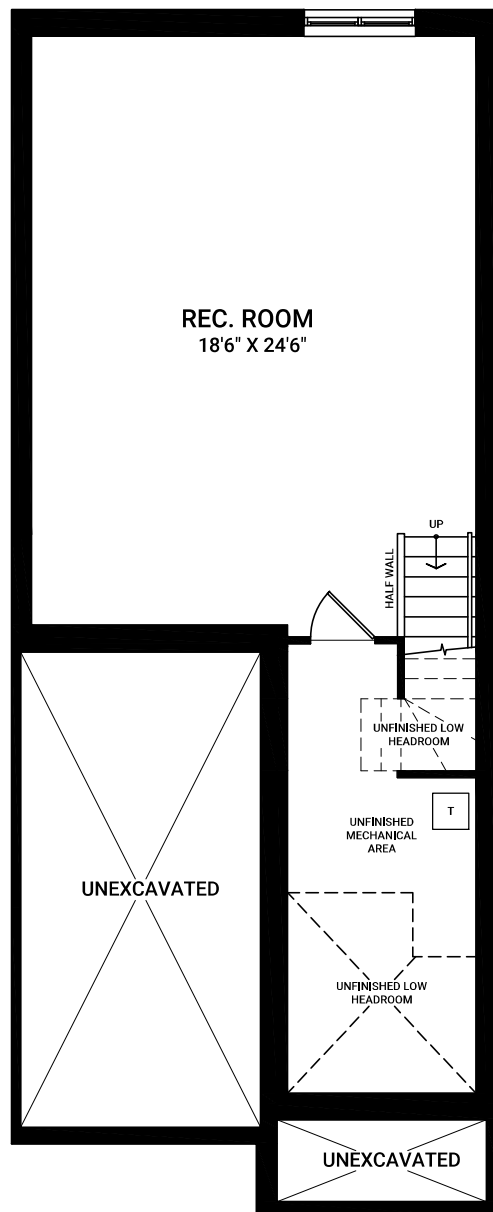 REC. ROOM
18'6" X 24'6"
UP
HALF WALL
UNFINISHED LOW
HEADROOM
T
UNFINISHED
MECHANICAL
AREA
UNEXCAVATED
UNFINISHED LOW
HEADROOM
UNEXCAVATED